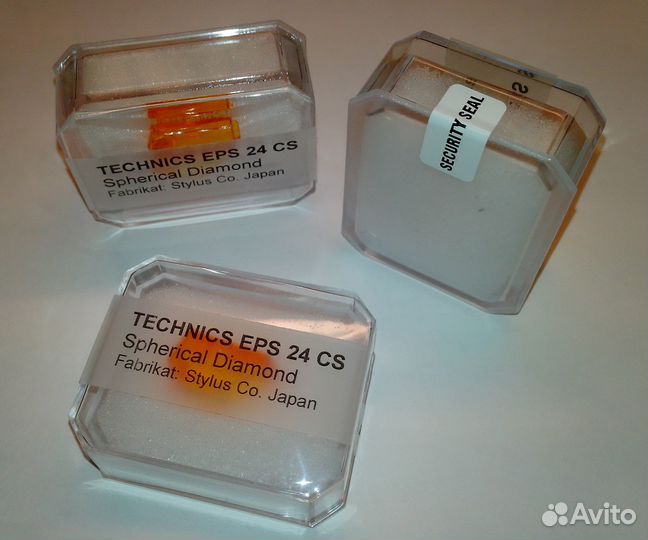 TECHNICS EPS 24 CS
Spherical Diamond
Fabrikat: Stylus Co. Japan
SECURITY SEAL
TECHNICS EPS 24 CS
Spherical Diamond
Fabrikat: Stylus Co. Japan
Avito